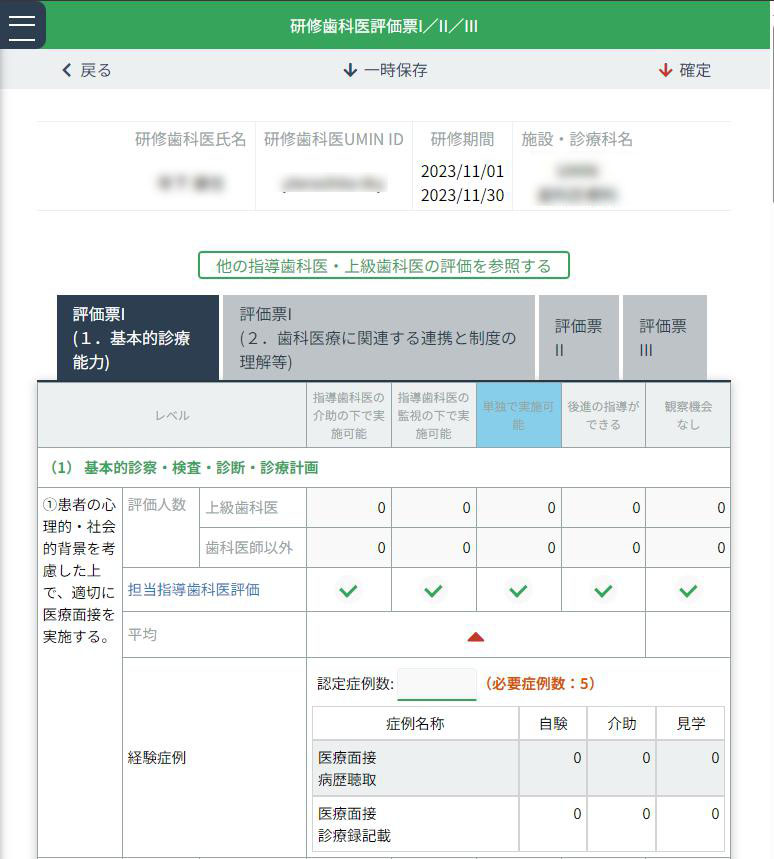 研修歯科医評価票I／II／III
戻る
一時保存
確定
研修歯科医氏名 研修歯科医UMIN ID 研修期間 施設・診療科名
2023/11/01
2023/11/30
他の指導歯科医・上級歯科医の評価を参照する
評価票I
(１．基本的診療
能力)
評価票I
(２．歯科医療に関連する連携と制度の
理解等)
評価票
II
評価票
III
レベル
指導歯科医の
介助の下で実
施可能
指導歯科医の
監視の下で実
施可能
単独で実施可
能
後進の指導が
できる
観察機会
なし
（1） 基本的診察・検査・診断・診療計画
①患者の心
理的・社会
的背景を考
慮した上
で、適切に
医療面接を
実施する。
評価人数
上級歯科医 0 0 0 0 0
歯科医師以外 0 0 0 0 0
担当指導歯科医評価
平均
経験症例
認定症例数: （必要症例数：5）
症例名称 自験 介助 見学
医療面接 0 0 0
病歴聴取
医療面接 0 0 0
診療録記載